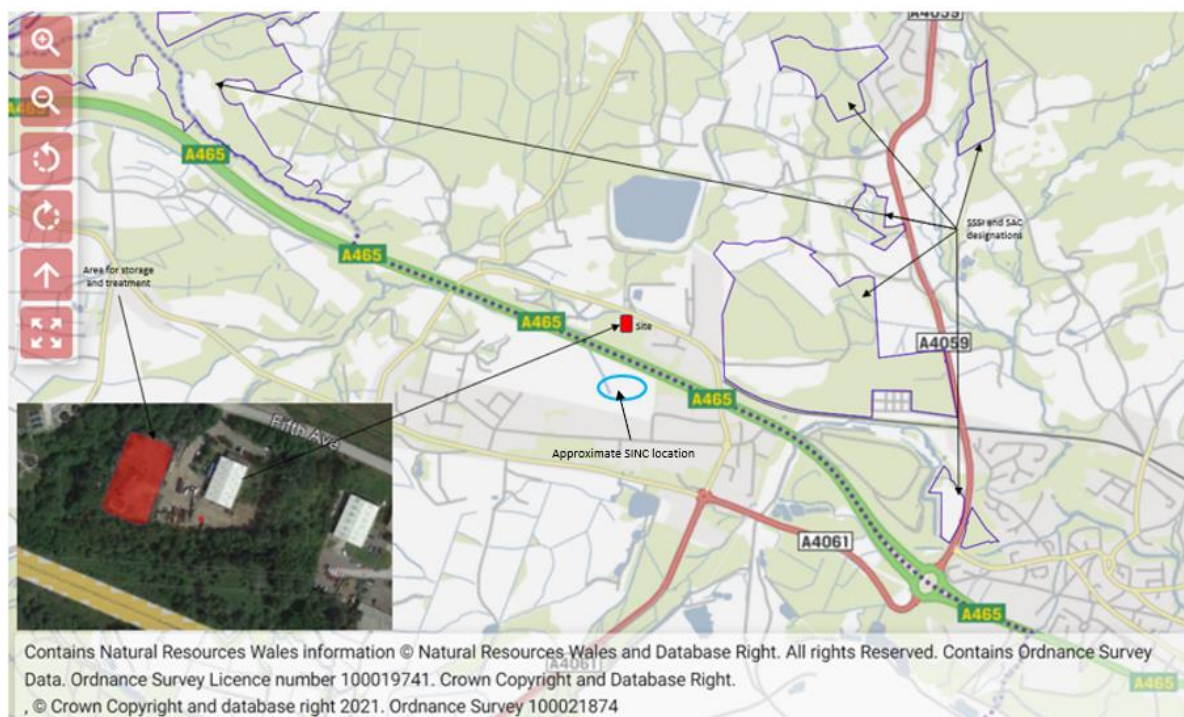 A4059
A465
A465
A465
SSSI and SAC
designations
Area for storage
and treatment
A465
Site
A4059
A465
Fifth Ave
Approximate SINC location
A4061
A465
A4061
A465
Contains Natural Resources Wales information © Natural Resources Wales and Database Right. All rights Reserved. Contains Ordnance Survey
Data. Ordnance Survey Licence number 100019741. Crown Copyright and Database Right.
, © Crown Copyright and database right 2021. Ordnance Survey 100021874